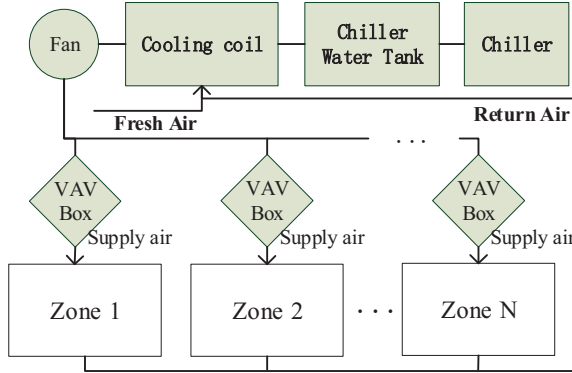 Fan
Cooling coil
Chiller
Water Tank
Chiller
Fresh Air
Return Air
. . .
VAV
Box
VAV
Box
VAV
Box
Supply air
Supply air
Supply air
Zone 1
Zone 2
. . .
Zone N